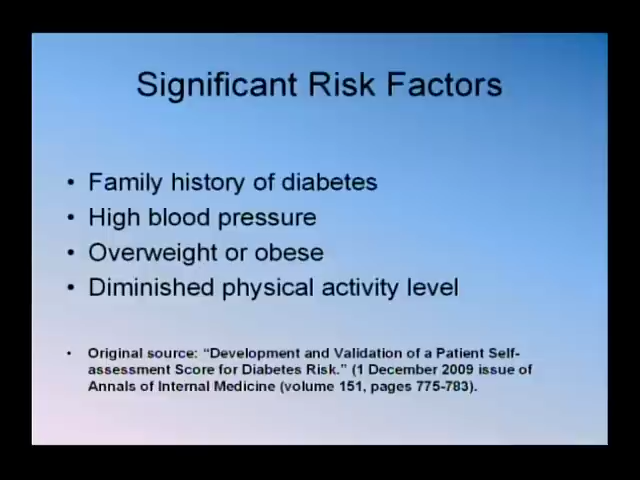 Significant Risk Factors
• Family history of diabetes
• High blood pressure
• Overweight or obese
• Diminished physical activity level
• Original source: “Development and Validation of a Patient Self-
assessment Score for Diabetes Risk.” (1 December 2009 issue of
Annals of Internal Medicine (volume 151, pages 775-783).